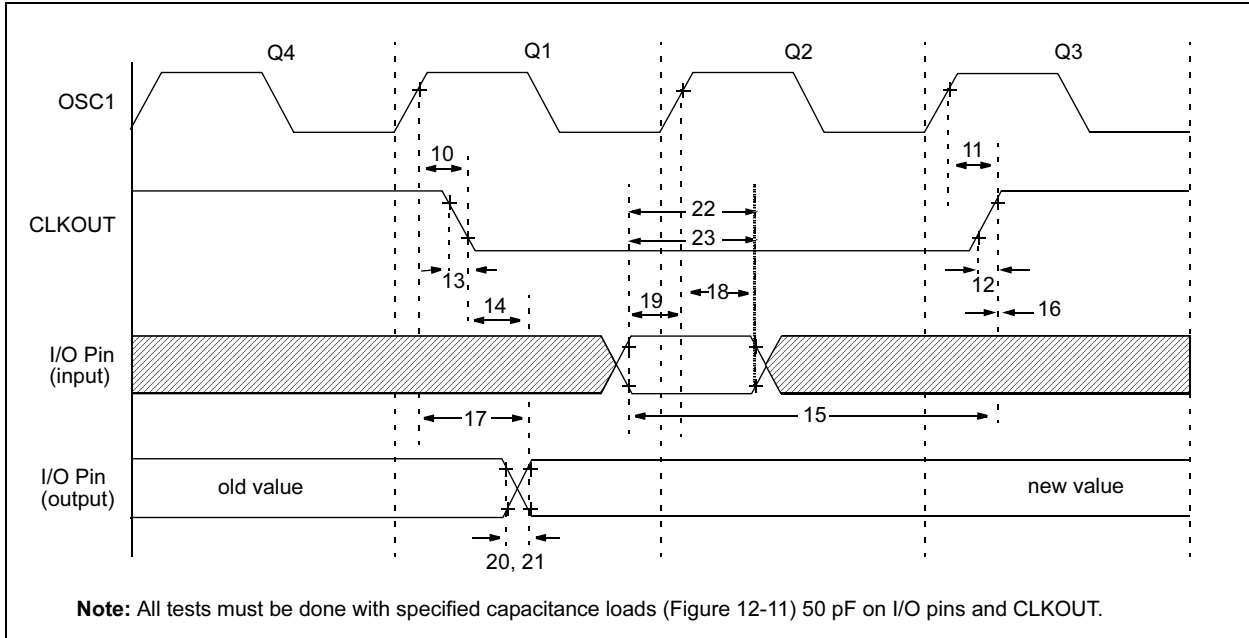 Q4 Q1 Q2 Q3
OSC1
10 11
22
CLKOUT
23
13 12
14 19 18 16
I/O Pin
(input)
17 15
I/O Pin
(output)
old value new value
20, 21
Note: All tests must be done with specified capacitance loads (Figure 12-11) 50 pF on I/O pins and CLKOUT.